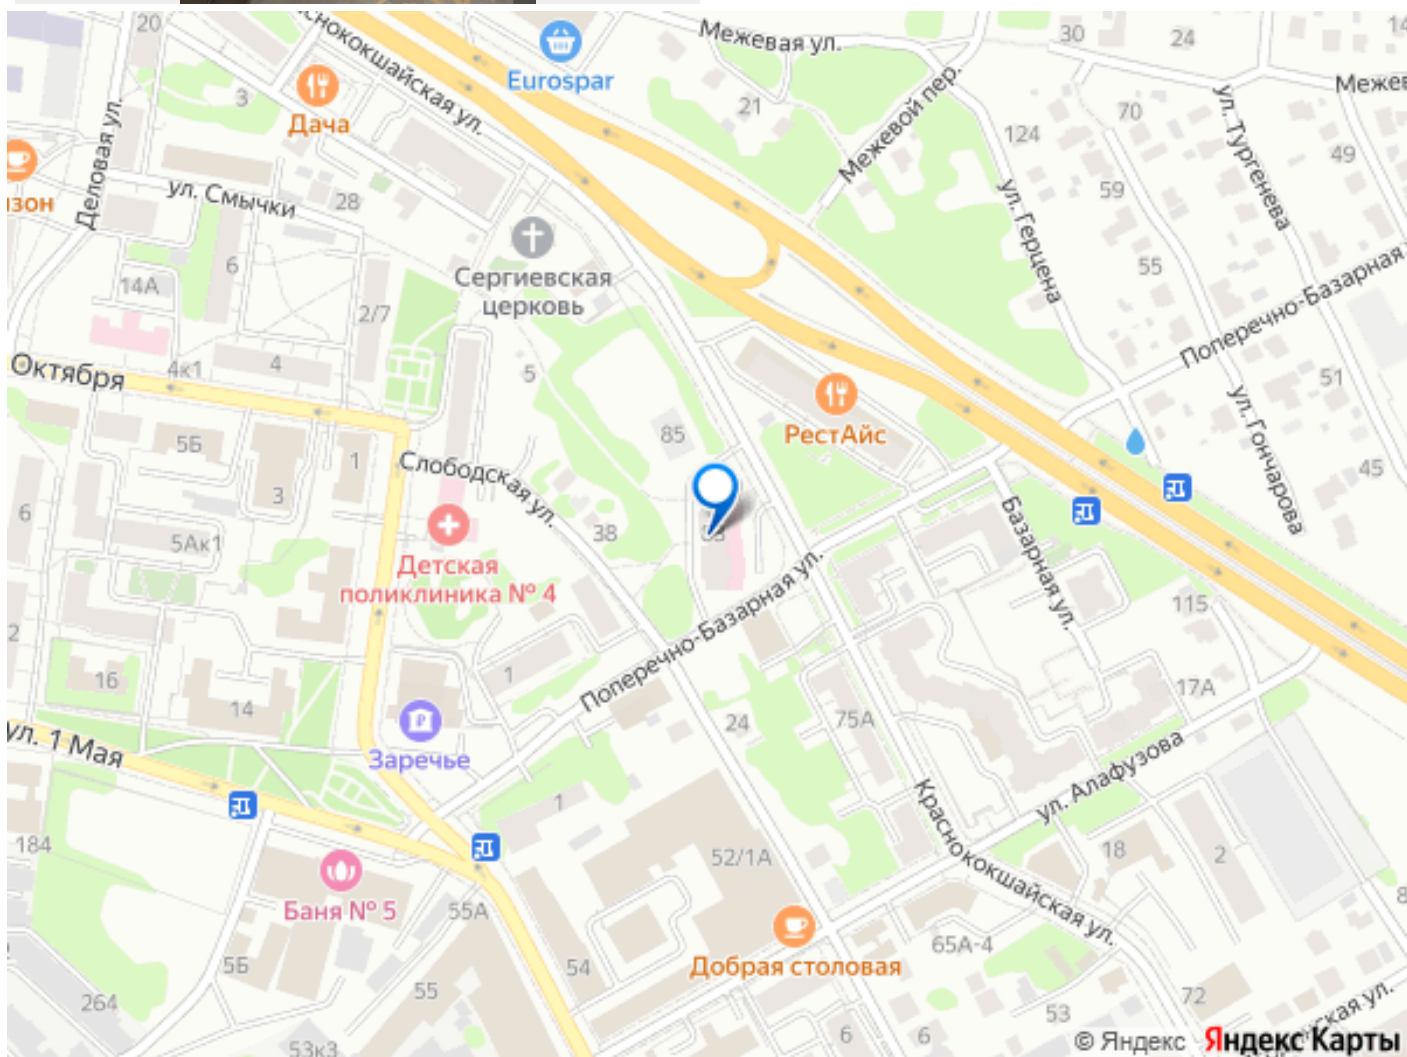 20
Краснококшайская ул.
Eurospar
Межевая ул.
30
24
14
Межев
3
Дача
21
Межевой пер.
124
70
ул. Тургенева
49
Деловая ул.
изон
ул. Смычки
28
59
ул. Герцена
Сергиевская
церковь
6
14А
2/7
55
Поперечно-Базарная
Октября
4к1
4
5
РестАйс
51
ул. Гончарова
85
5Б
1
3
Слободская ул.
45
6
5Ак1
38
Детская
поликлиника № 4
Базарная ул.
115
Поперечно-Базарная ул.
2
16
14
1
17А
24
75А
ул. 1 Мая
Заречье
ул. Алафузова
1
Краснококшайская ул.
184
52/1А
18
2
Баня № 5
55А
8
65А-4
5Б
54
Добрая столовая
264
55
72
53
53к3
6
6
ская ул.
© Яндекс Яндекс Карты